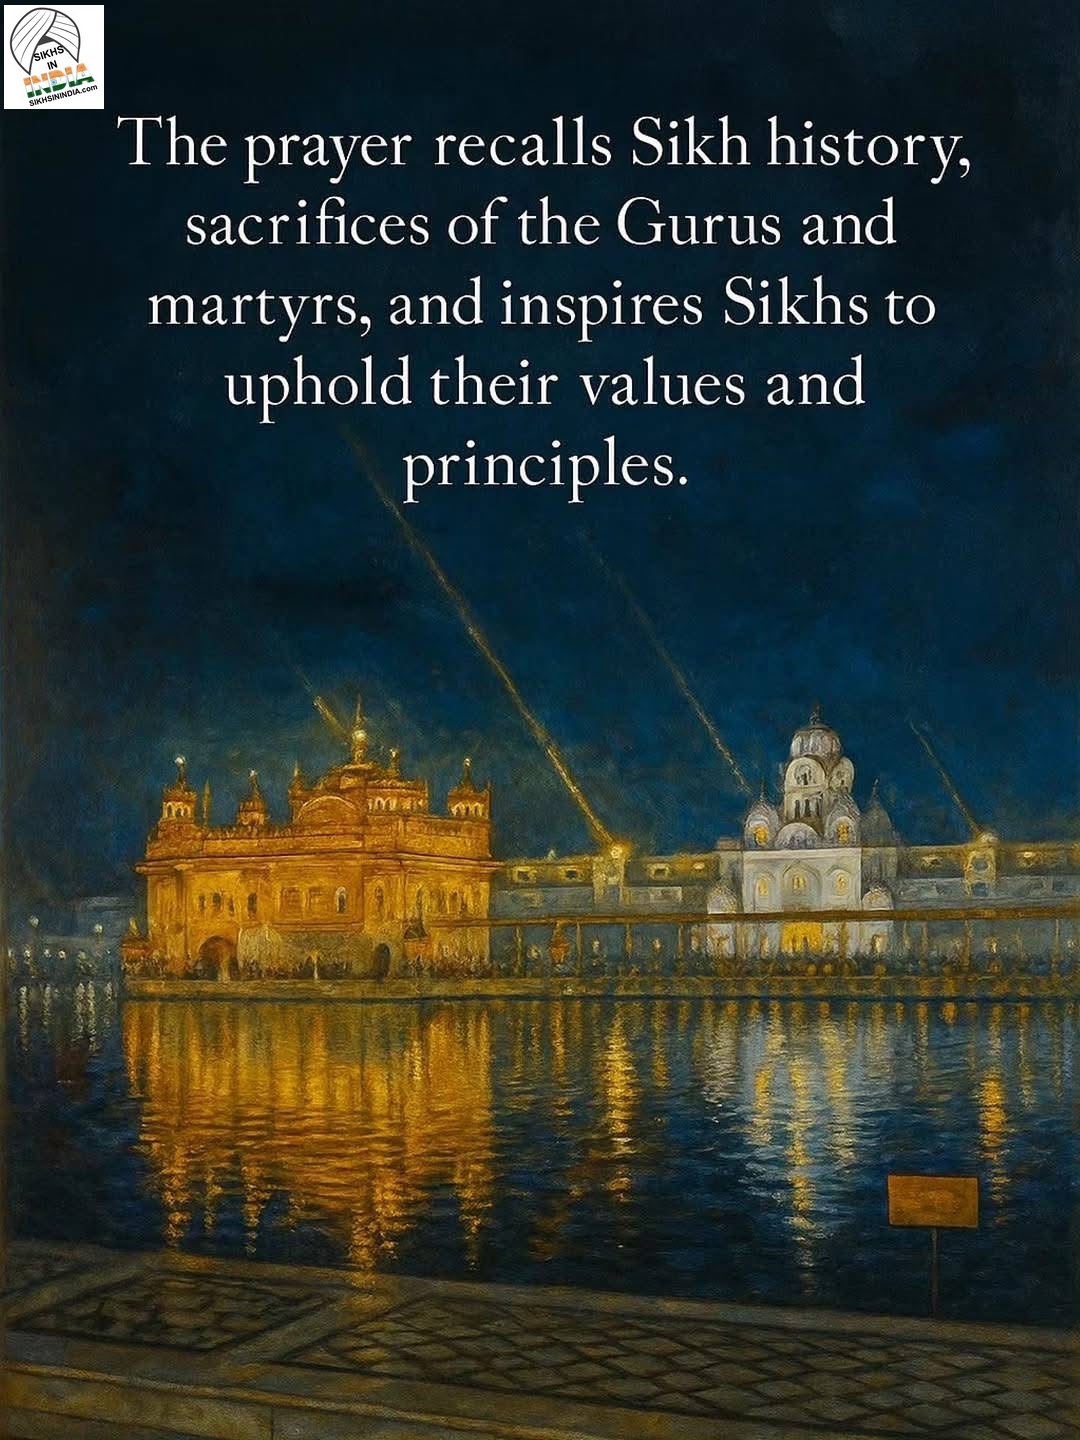 SIKHS
IN
INDIA
SIKHSININDIA.com
The prayer recalls Sikh history,
sacrifices of the Gurus and
martyrs, and inspires Sikhs to
uphold their values and
principles.